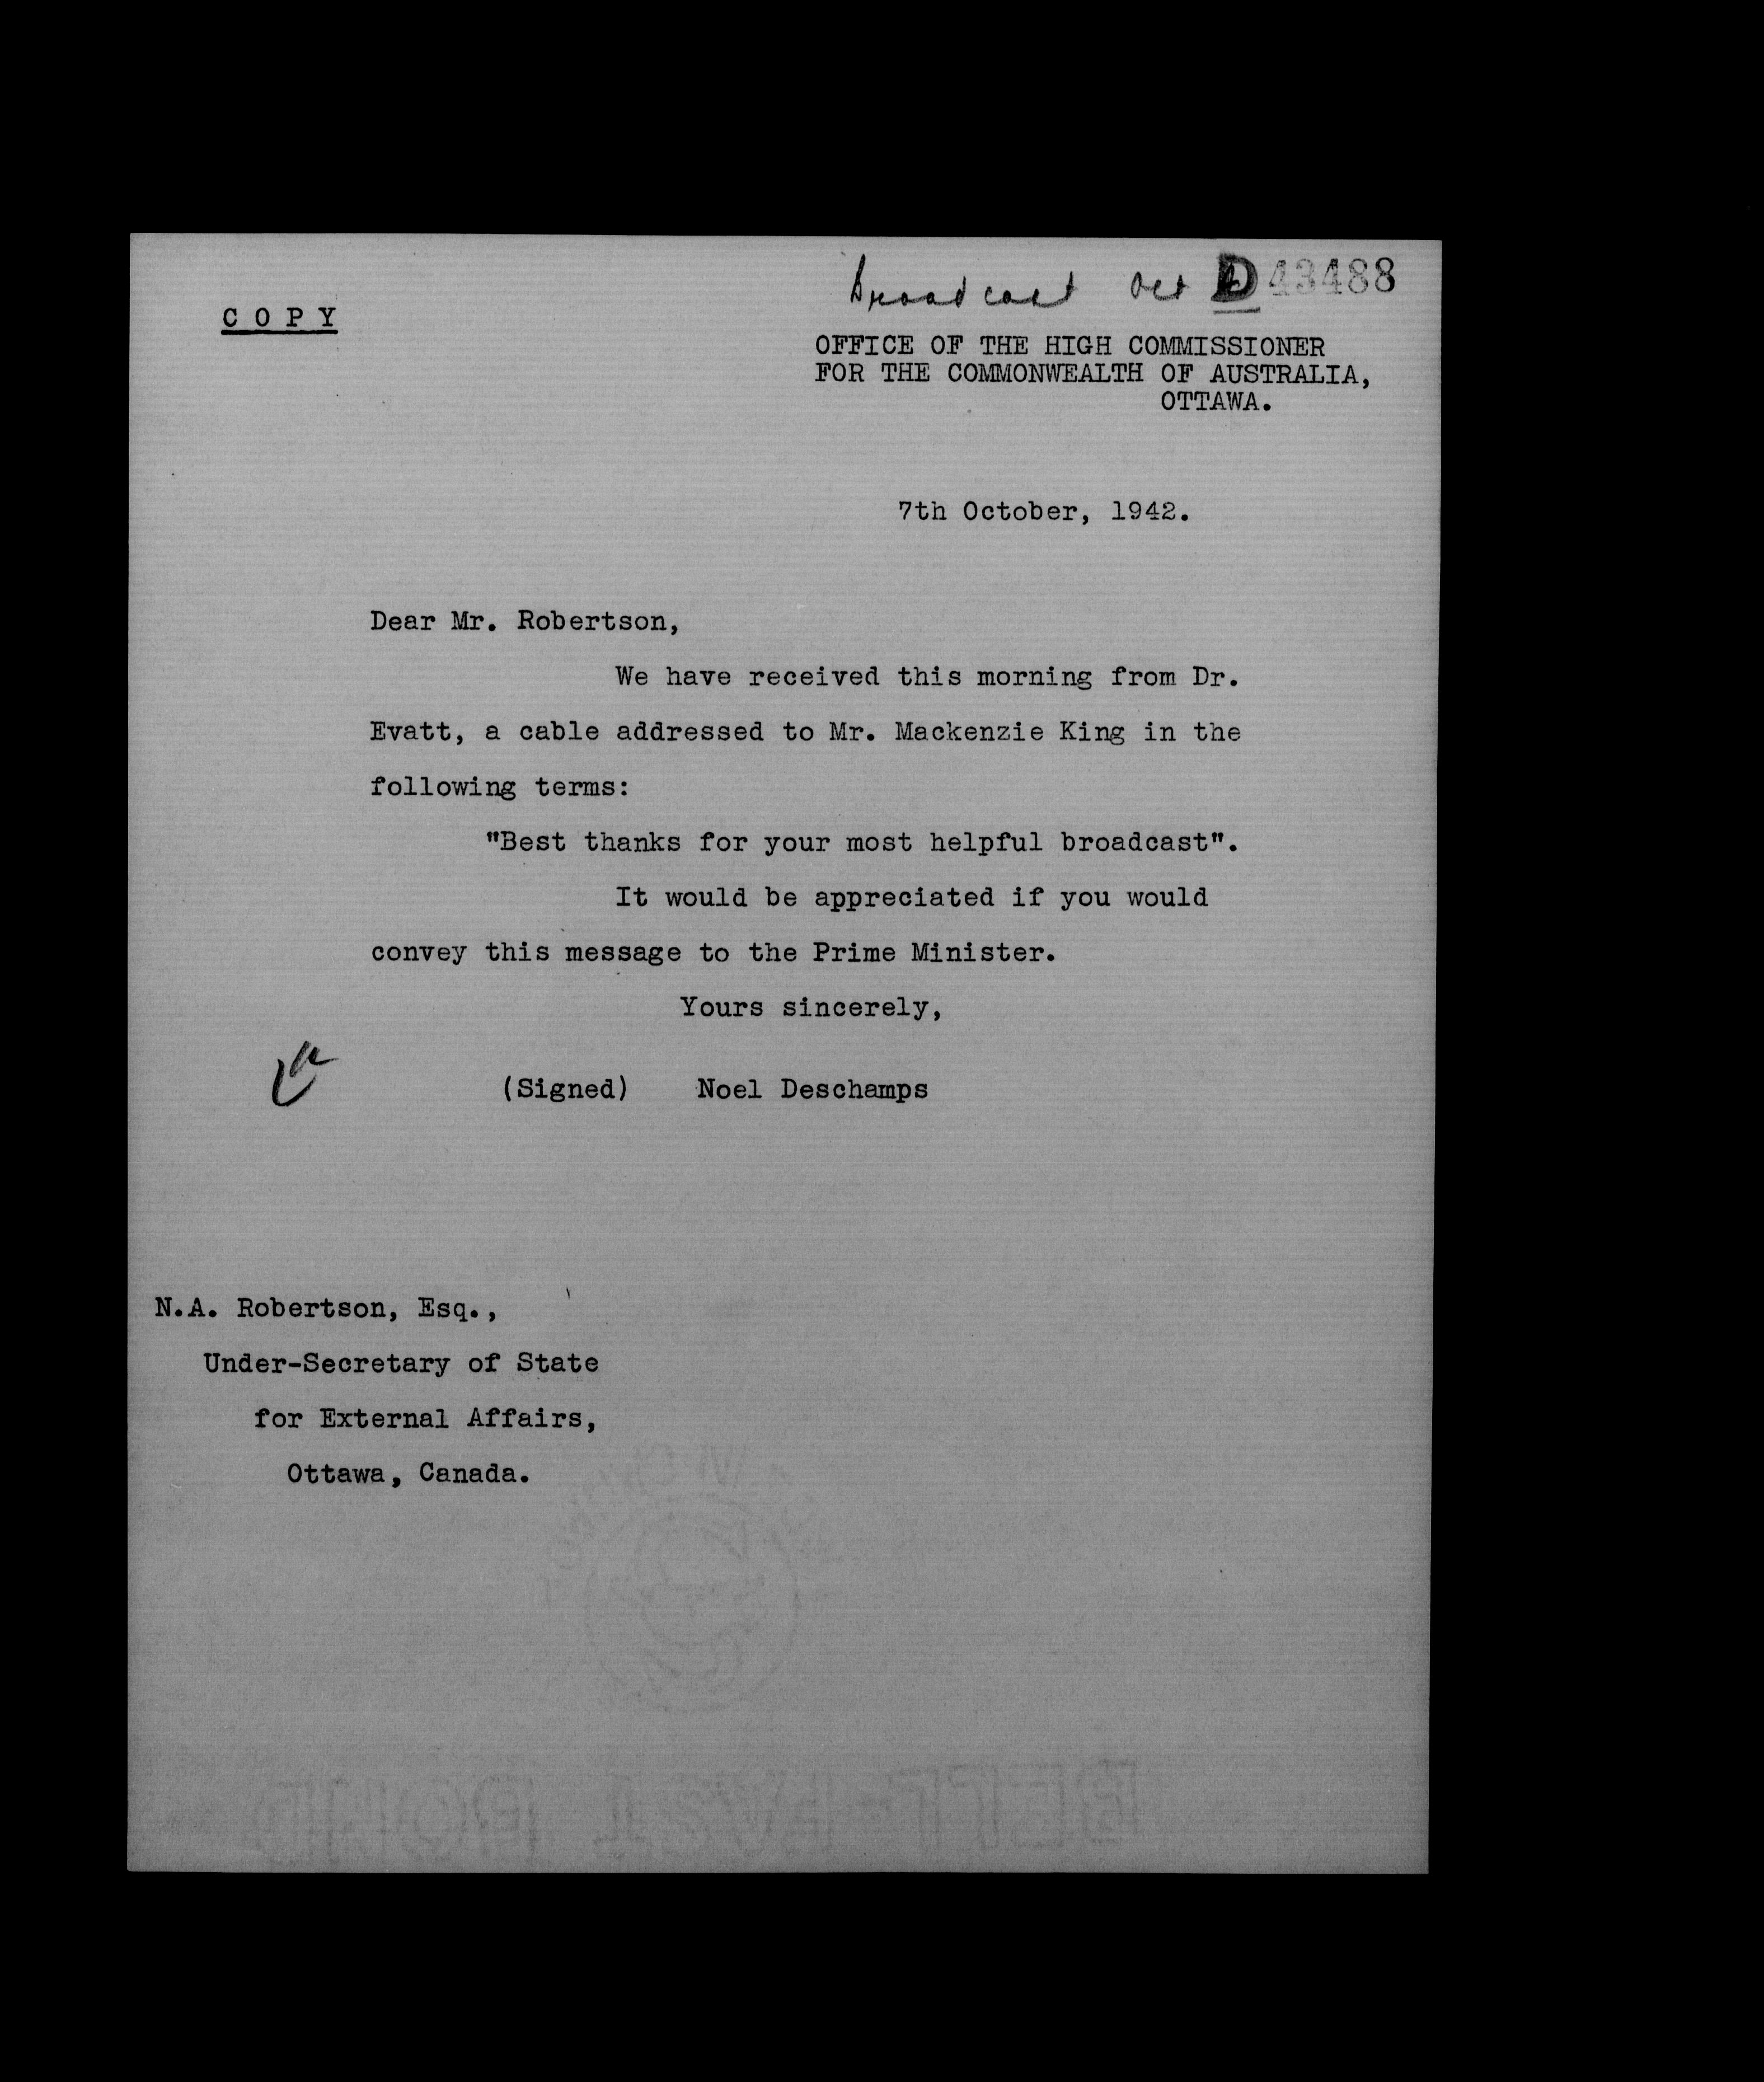 broadcast Oct D43488
C O P Y
OFFICE OF THE HIGH COMMISSIONER
FOR THE COMMONWEALTH OF AUSTRALIA,
OTTAWA.
7th October, 1942.
Dear Mr. Robertson,
We have received this morning from Dr.
Evatt, a cable addressed to Mr. Mackenzie King in the
following terms:
"Best thanks for your most helpful broadcast".
It would be appreciated if you would
convey this message to the Prime Minister.
Yours sincerely,
(Signed) Noel Deschamps
N.A. Robertson, Esq.,
Under-Secretary of State
for External Affairs,
Ottawa, Canada.
BELL-FAST BOND